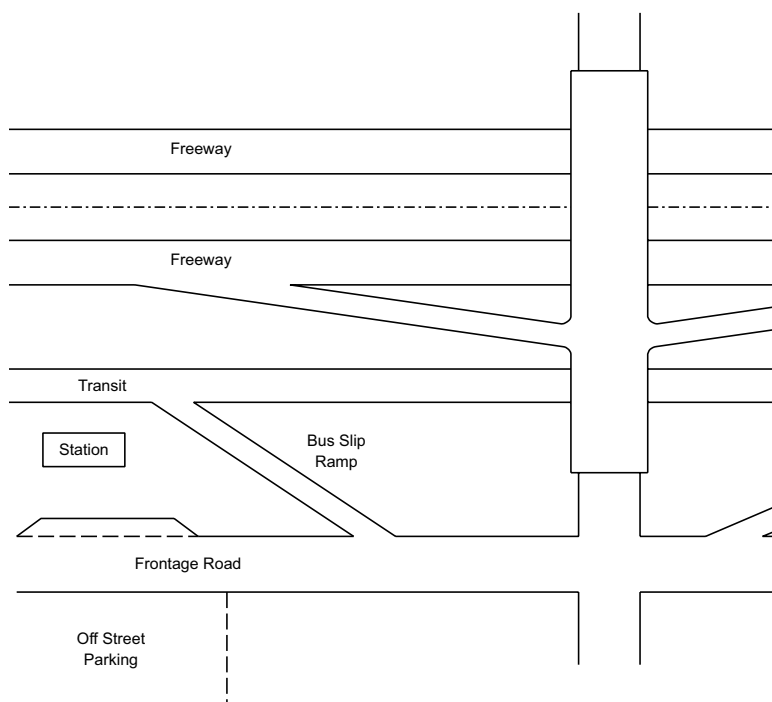 Freeway
Freeway
Transit
Station
Bus Slip
Ramp
Frontage Road
Off Street
Parking